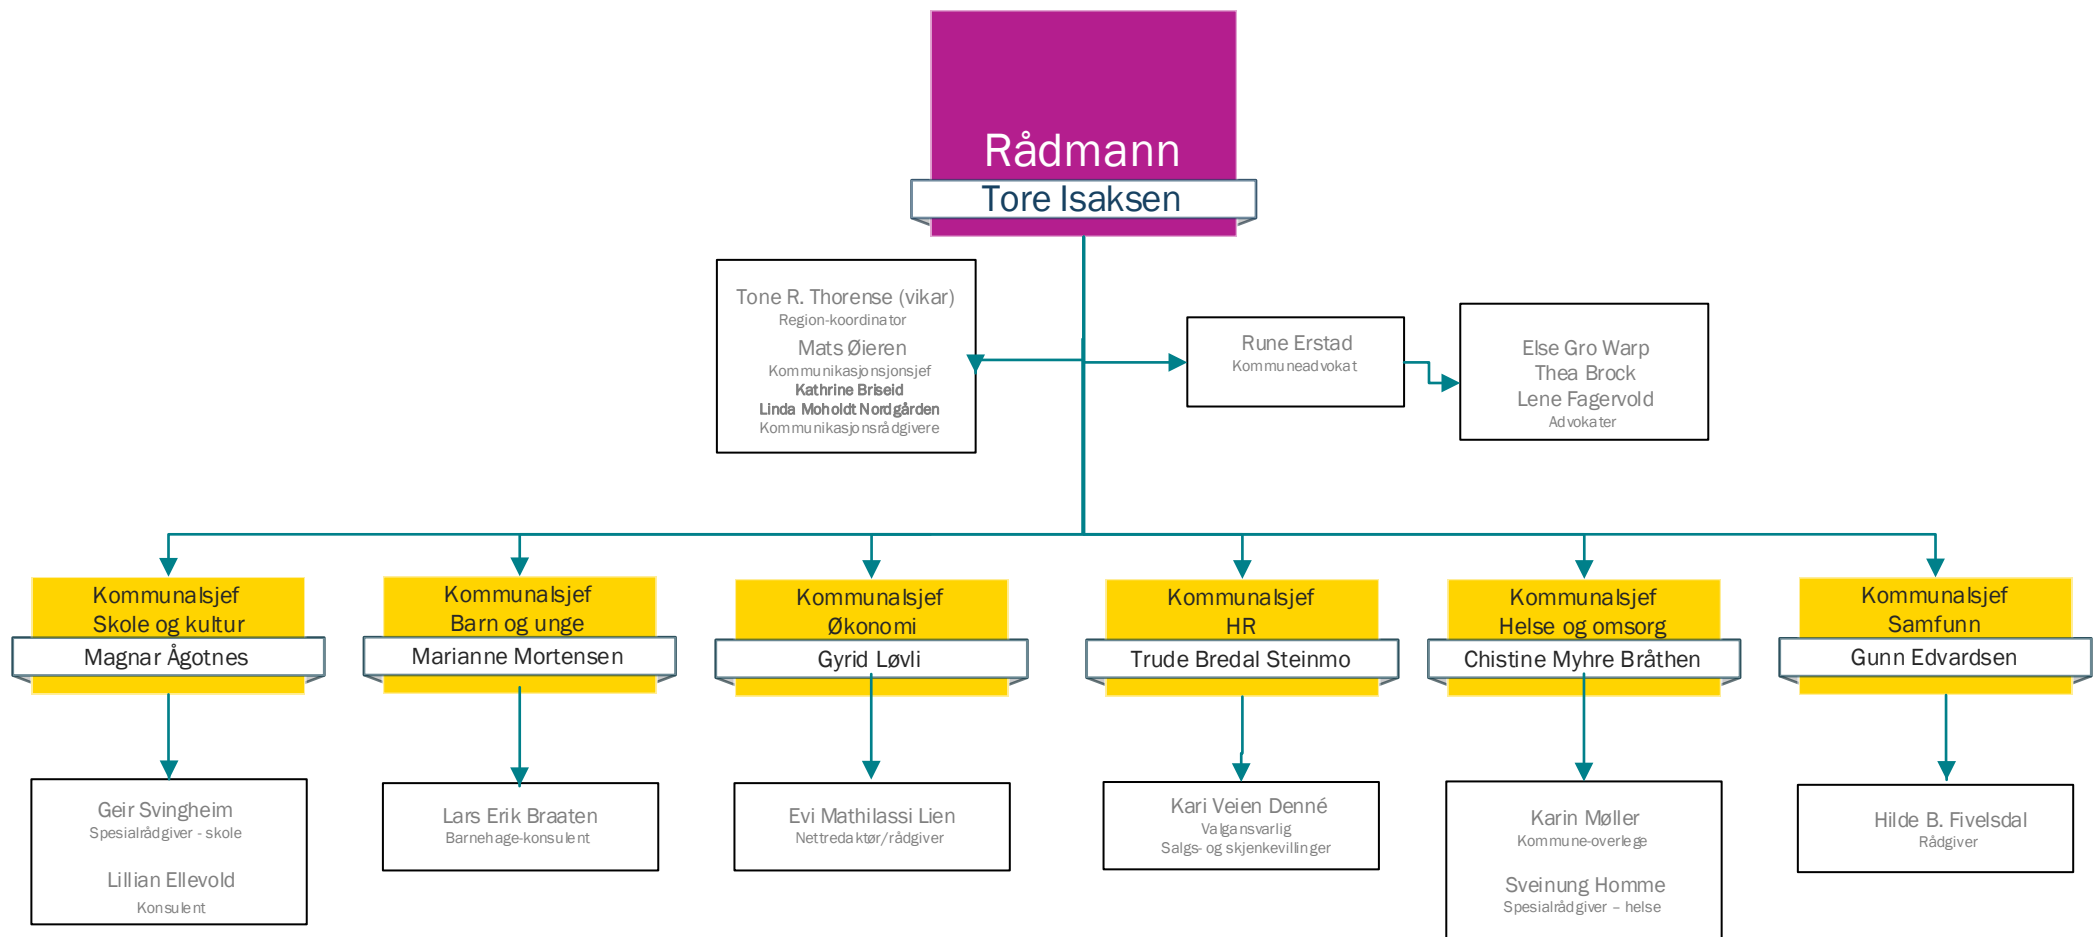 Rådmann
Tore Isaksen
Tone R. Thorense (vikar)
Region-koordinator
Mats Øieren
Kommunikasjonsjonsjef
Kathrine Briseid
Linda Moholdt Nordgården
Kommunikasjonsrådgivere
Rune Erstad
Kommuneadvokat
Else Gro Warp
Thea Brock
Lene Fagervold
Advokater
Kommunalsjef
Skole og kultur
Magnar Ågotnes
Kommunalsjef
Barn og unge
Marianne Mortensen
Kommunalsjef
Økonomi
Gyrid Løvli
Kommunalsjef
HR
Trude Bredal Steinmo
Kommunalsjef
Helse og omsorg
Chistine Myhre Bråthen
Kommunalsjef
Samfunn
Gunn Edvardsen
Geir Svingheim
Spesialrådgiver - skole
Lillian Ellevold
Konsulent
Lars Erik Braaten
Barnehage-konsulent
Evi Mathilassi Lien
Nettredaktør/rådgiver
Kari Veien Denné
Valgansvarlig
Salgs- og skjenkevillinger
Karin Møller
Kommune-overlege
Sveinung Homme
Spesialrådgiver – helse
Hilde B. Fivelsdal
Rådgiver